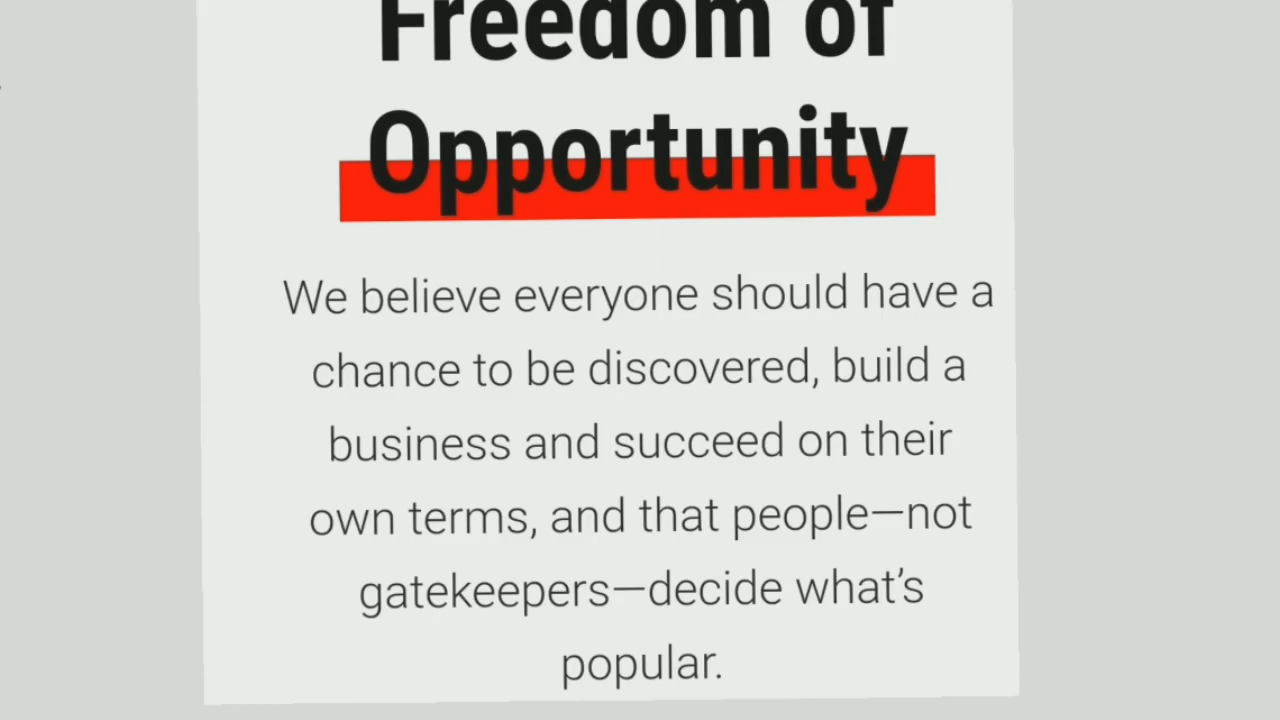 Freedom of
Opportunity
We believe everyone should have a
chance to be discovered, build a
business and succeed on their
own terms, and that people—not
gatekeepers—decide what’s
popular.